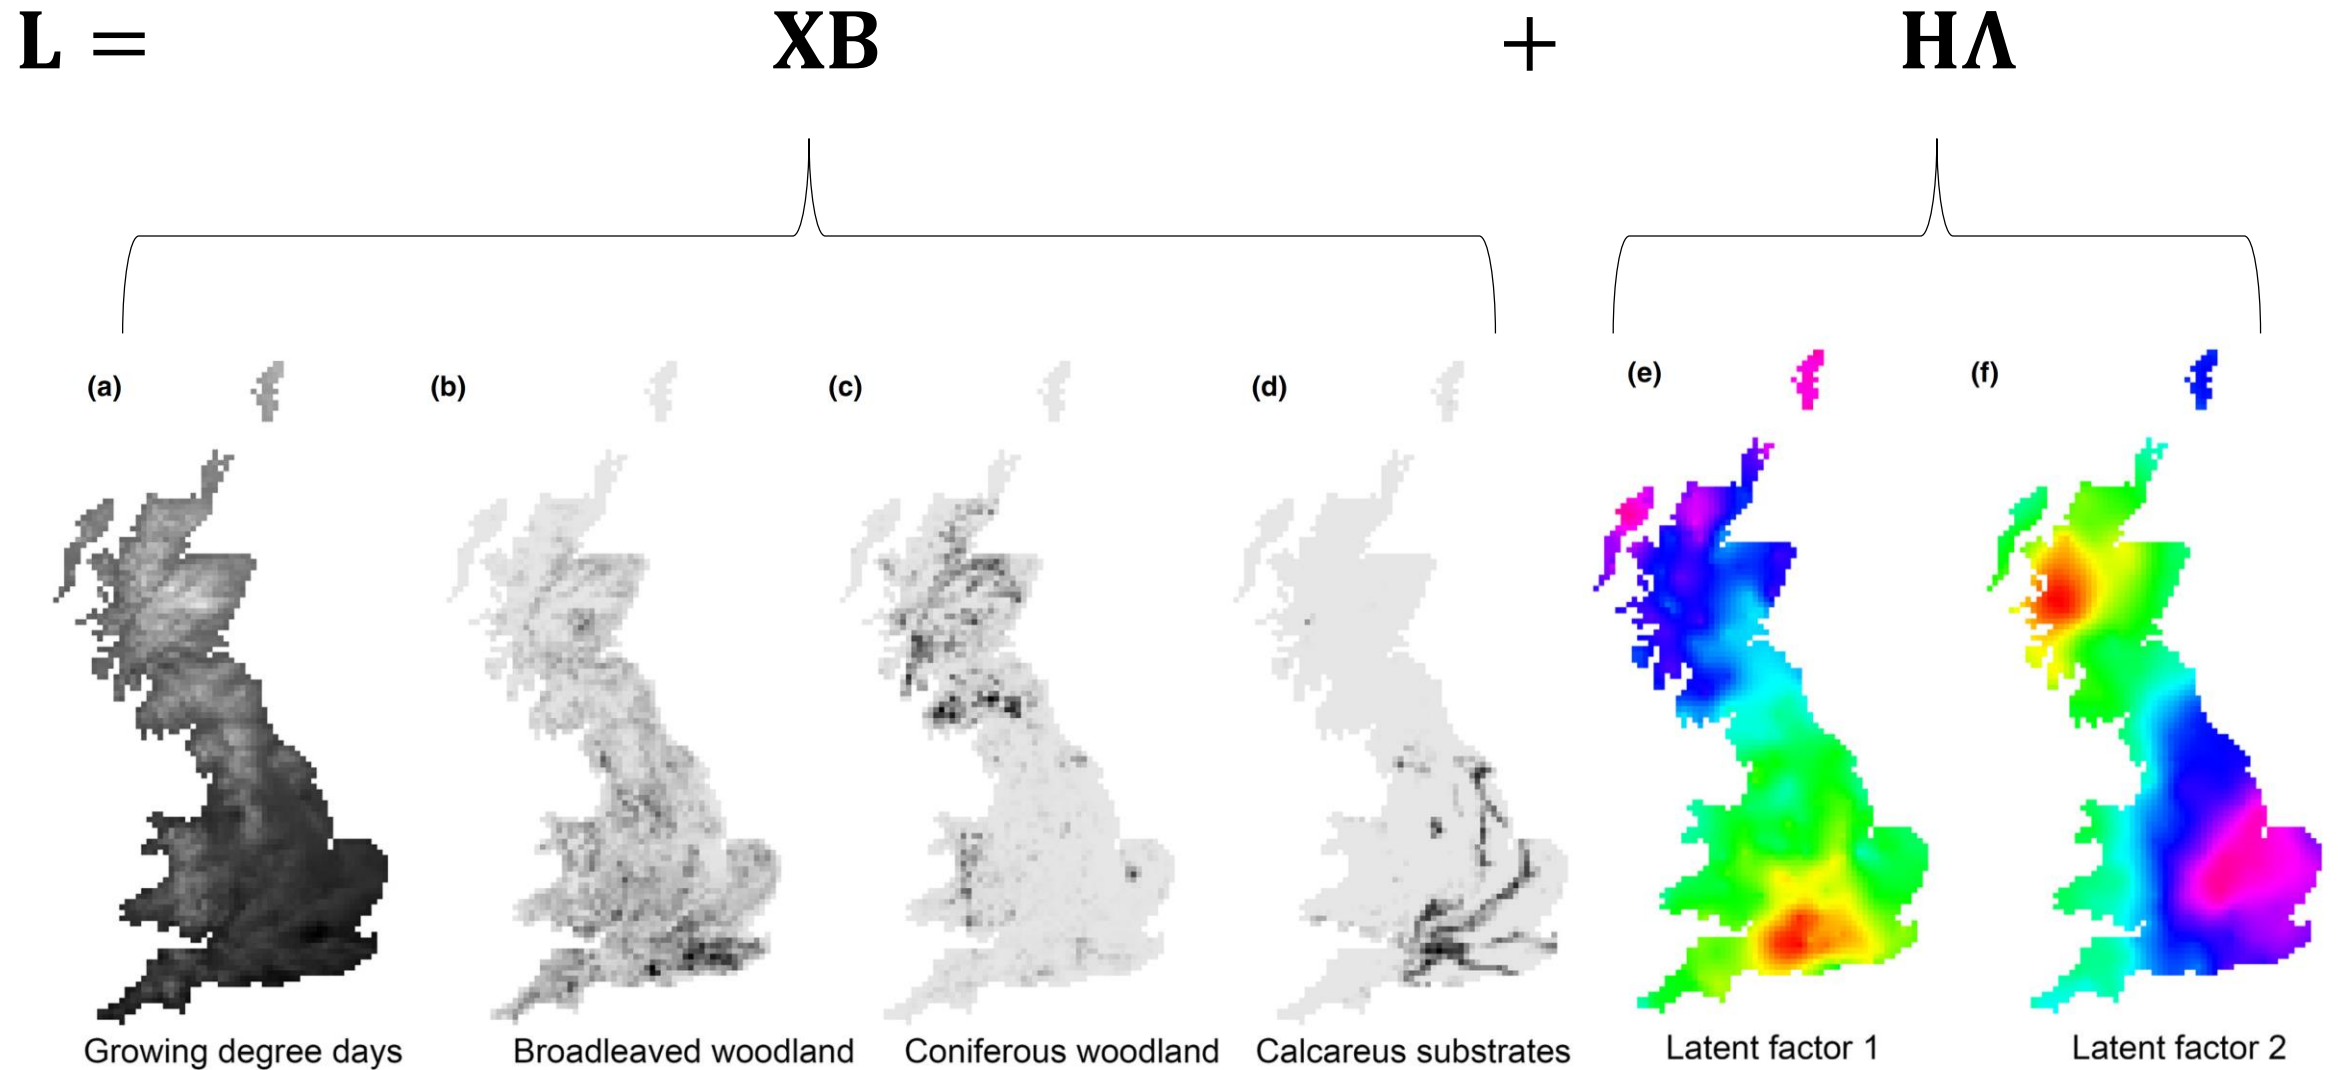 L = XB + HΛ
(a) (b) (c) (d) (e) (f)
Growing degree days Broadleaved woodland Coniferous woodland Calcareus substrates Latent factor 1 Latent factor 2